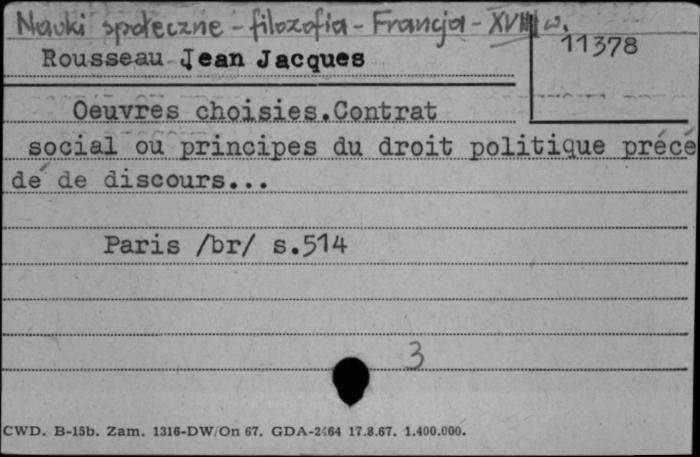 Nauki społeczne - filozofia - Francja - XVIII w.
11378
Rousseau Jean Jacques
Oeuvres choisies.Contrat
social ou principes du droit politique précé
dé de discours...
Paris /br/ s.514
3
CWD. B-15b. Zam. 1316-DW/On 67. GDA-2464 17.8.67. 1.400.000.